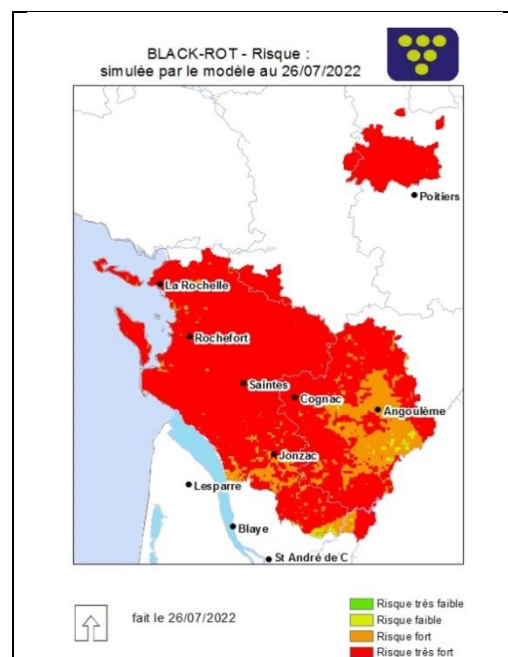 BLACK-ROT - Risque :
simulée par le modèle au 26/07/2022
Poitiers
La Rochelle
Rochefort
Saintes
Cognac
Angoulême
Jonzac
Lesparre
Blaye
St André de C
fait le 26/07/2022
Risque très faible
Risque faible
Risque fort
Risque très fort